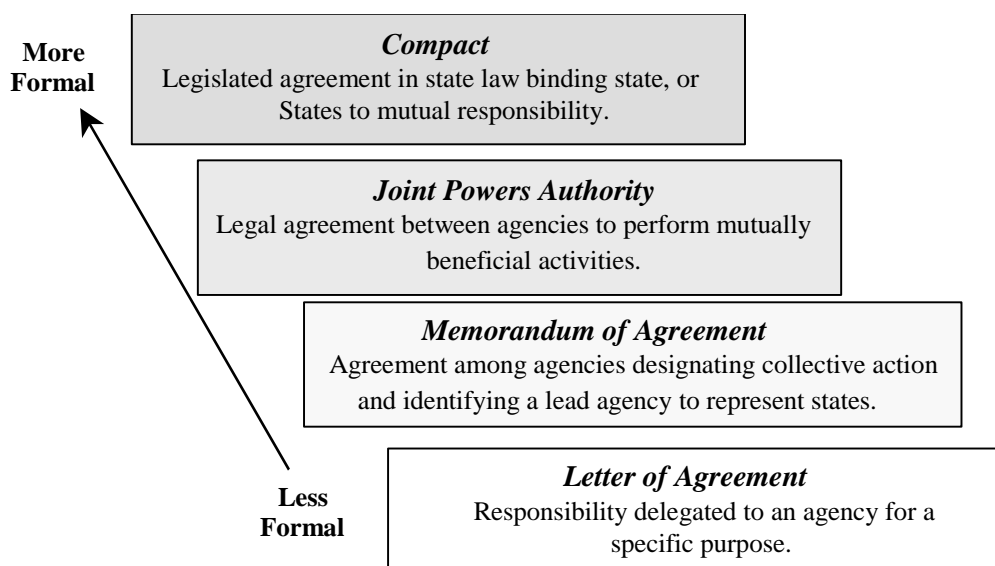 More
Formal
Compact
Legislated agreement in state law binding state, or
States to mutual responsibility.
Joint Powers Authority
Legal agreement between agencies to perform mutually
beneficial activities.
Memorandum of Agreement
Agreement among agencies designating collective action
and identifying a lead agency to represent states.
Less
Formal
Letter of Agreement
Responsibility delegated to an agency for a
specific purpose.